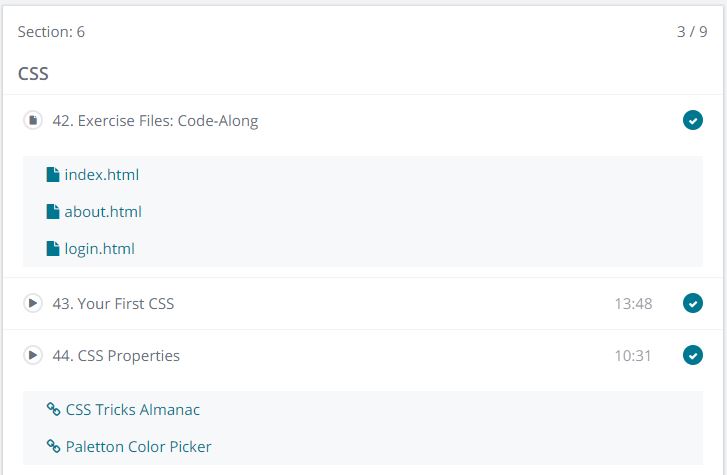 Section: 6 3 / 9
CSS
42. Exercise Files: Code-Along
index.html
about.html
login.html
43. Your First CSS 13:48
44. CSS Properties 10:31
CSS Tricks Almanac
Paletton Color Picker